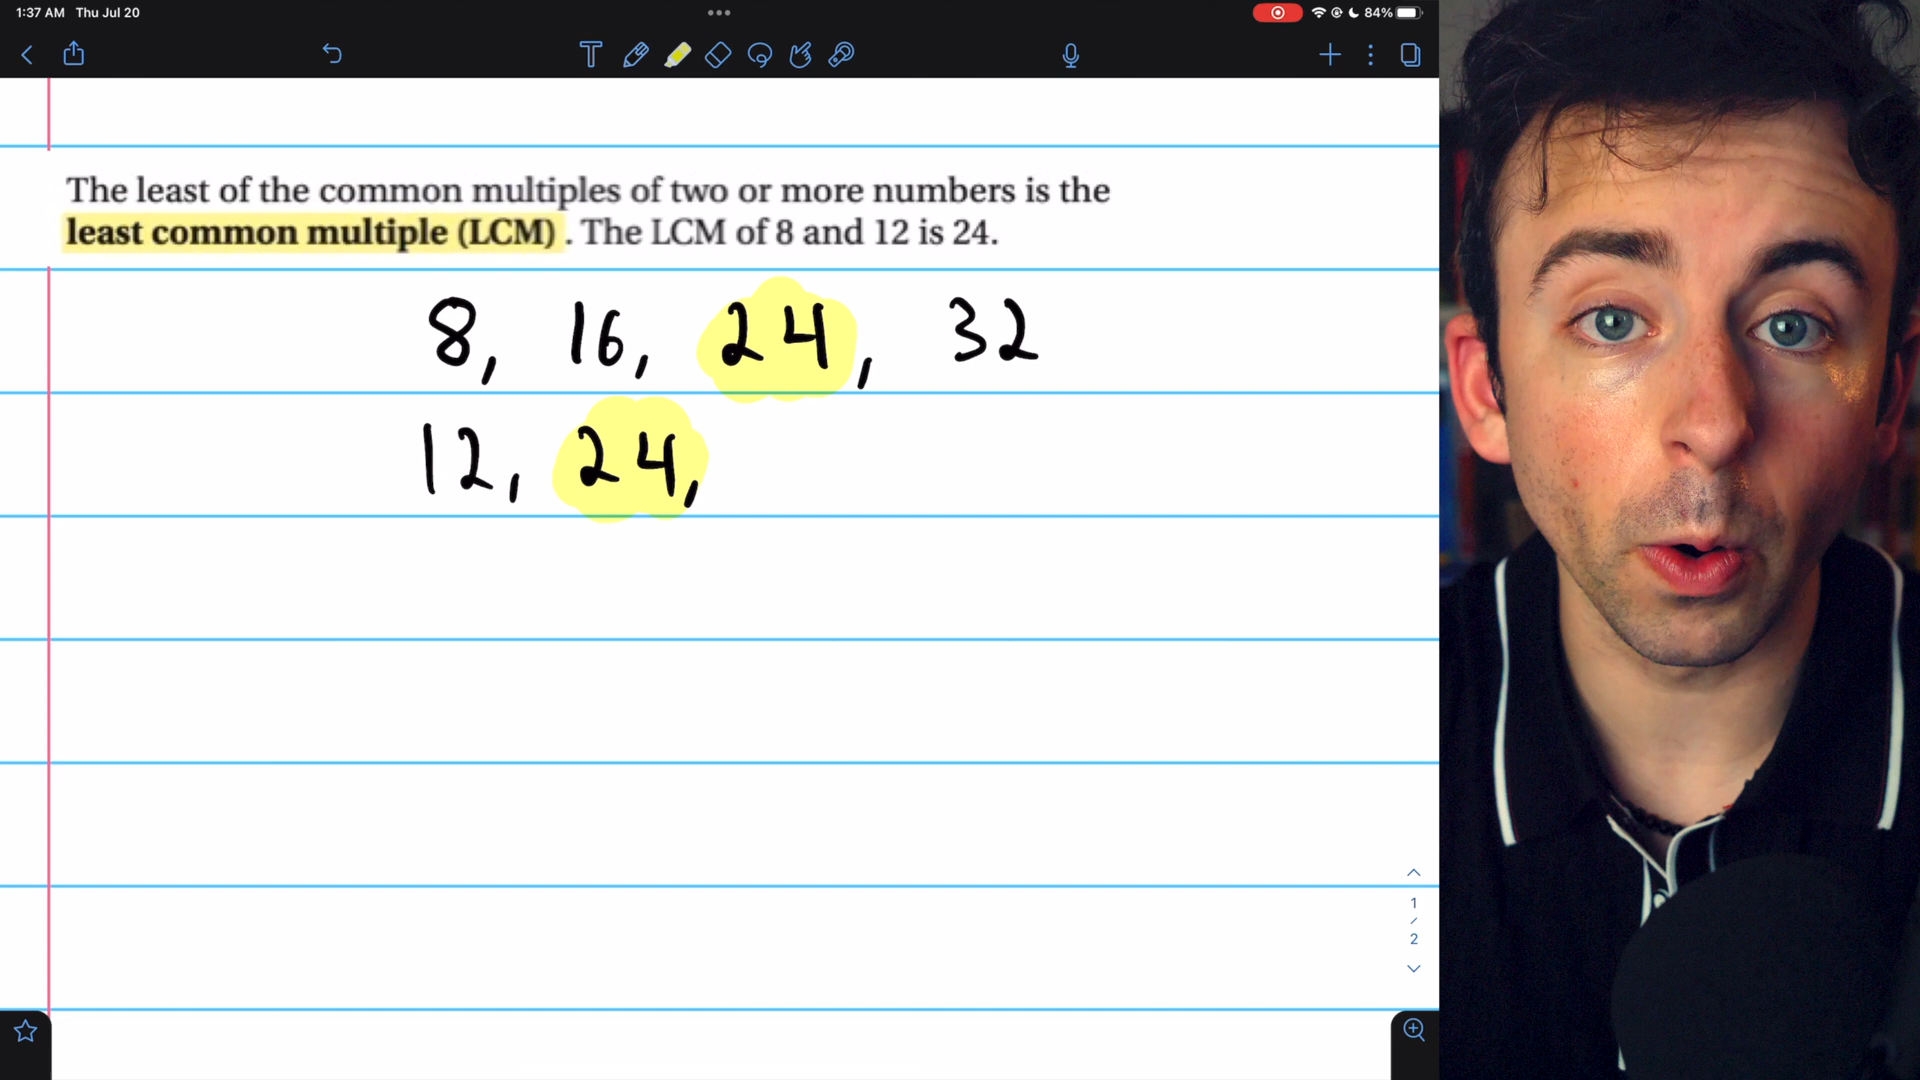 1:37 AM Thu Jul 20
84%
The least of the common multiples of two or more numbers is the
least common multiple (LCM) . The LCM of 8 and 12 is 24.
8, 16, 24, 32
12, 24,
1
/
2